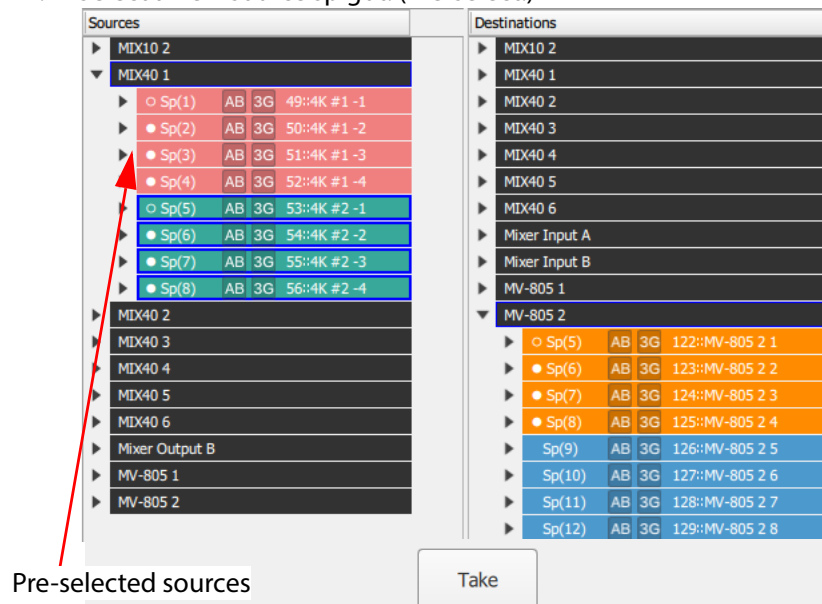 Sources
MIX10 2
MIX40 1
Sp(1) AB 3G 49::4K #1 -1
Sp(2) AB 3G 50::4K #1 -2
Sp(3) AB 3G 51::4K #1 -3
Sp(4) AB 3G 52::4K #1 -4
Sp(5) AB 3G 53::4K #2 -1
Sp(6) AB 3G 54::4K #2 -2
Sp(7) AB 3G 55::4K #2 -3
Sp(8) AB 3G 56::4K #2 -4
MIX40 2
MIX40 3
MIX40 4
MIX40 5
MIX40 6
Mixer Output B
MV-805 1
MV-805 2
Destinations
MIX10 2
MIX40 1
MIX40 2
MIX40 3
MIX40 4
MIX40 5
MIX40 6
Mixer Input A
Mixer Input B
MV-805 1
MV-805 2
Sp(5) AB 3G 122::MV-805 2 1
Sp(6) AB 3G 123::MV-805 2 2
Sp(7) AB 3G 124::MV-805 2 3
Sp(8) AB 3G 125::MV-805 2 4
Sp(9) AB 3G 126::MV-805 2 5
Sp(10) AB 3G 127::MV-805 2 6
Sp(11) AB 3G 128::MV-805 2 7
Sp(12) AB 3G 129::MV-805 2 8
Pre-selected sources
Take